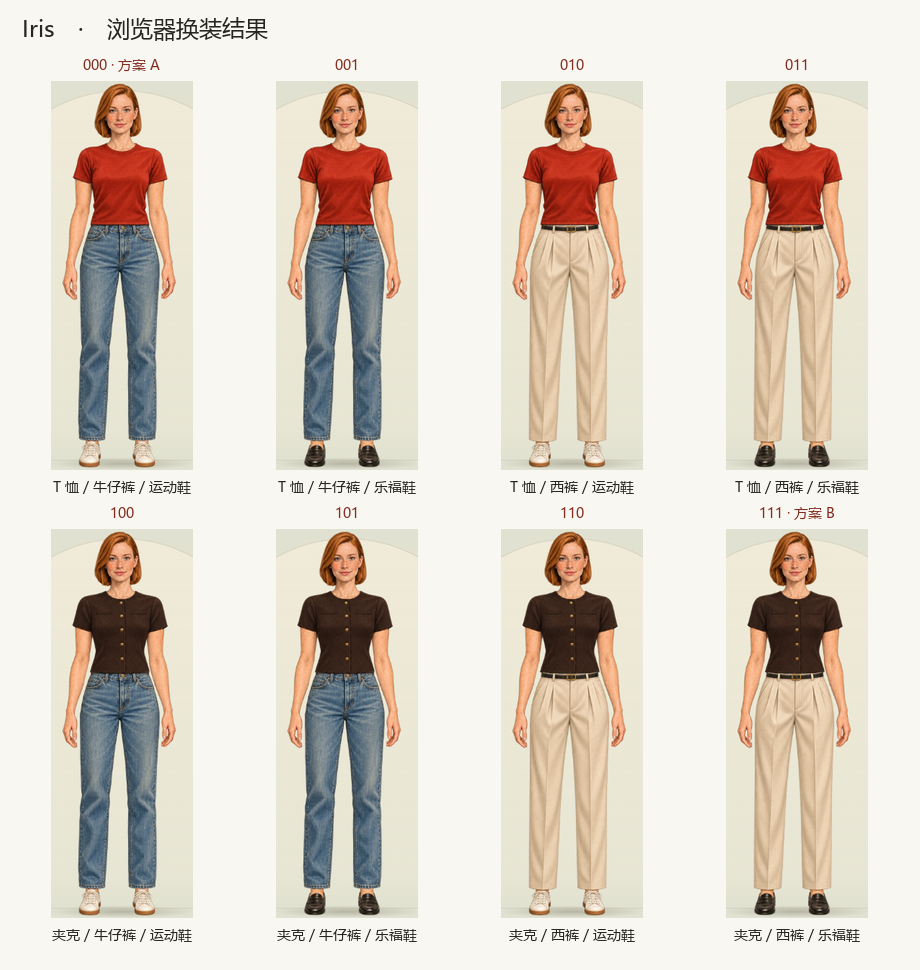 Iris · 浏览器换装结果
000 · 方案 A
001
010
011
T 恤 / 牛仔裤 / 运动鞋
T 恤 / 牛仔裤 / 乐福鞋
T 恤 / 西裤 / 运动鞋
T 恤 / 西裤 / 乐福鞋
100
101
110
111 · 方案 B
夹克 / 牛仔裤 / 运动鞋
夹克 / 牛仔裤 / 乐福鞋
夹克 / 西裤 / 运动鞋
夹克 / 西裤 / 乐福鞋